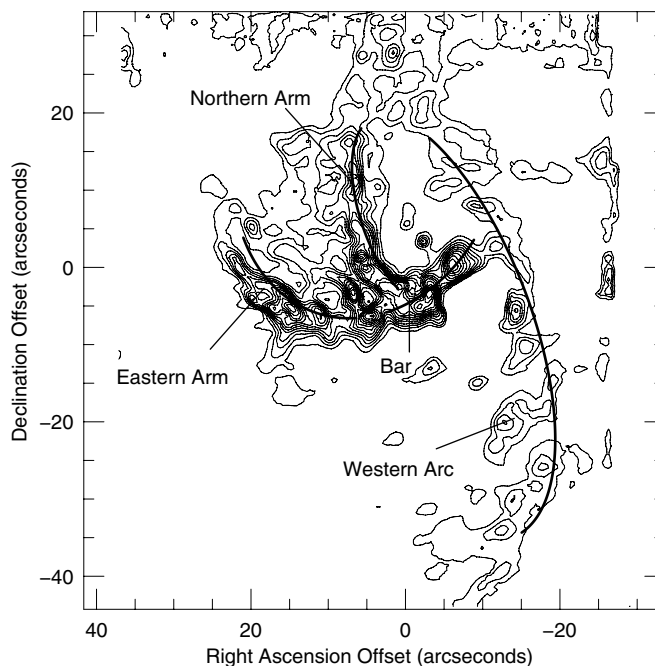 Northern Arm
20
0
−20
−40
Declination Offset (arcseconds)
Eastern Arm
Bar
Western Arc
40
20
0
−20
Right Ascension Offset (arcseconds)